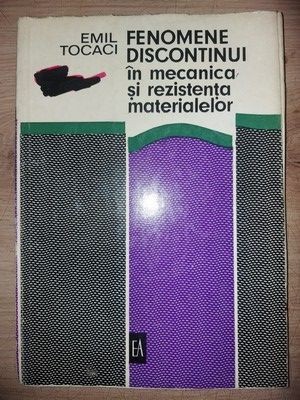 EMIL
TOCACI
FENOMENE
DISCONTINUI
în mecanica
și rezistența
materialelor
EA